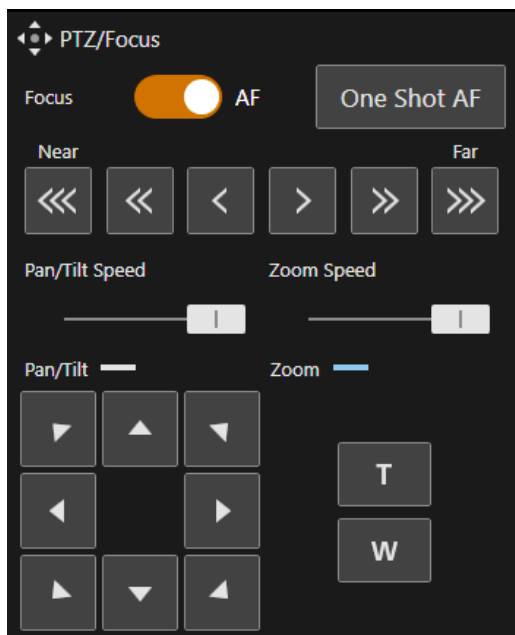 PTZ/Focus
Focus AF One Shot AF
Near Far
Pan/Tilt Speed Zoom Speed
Pan/Tilt Zoom
T
W